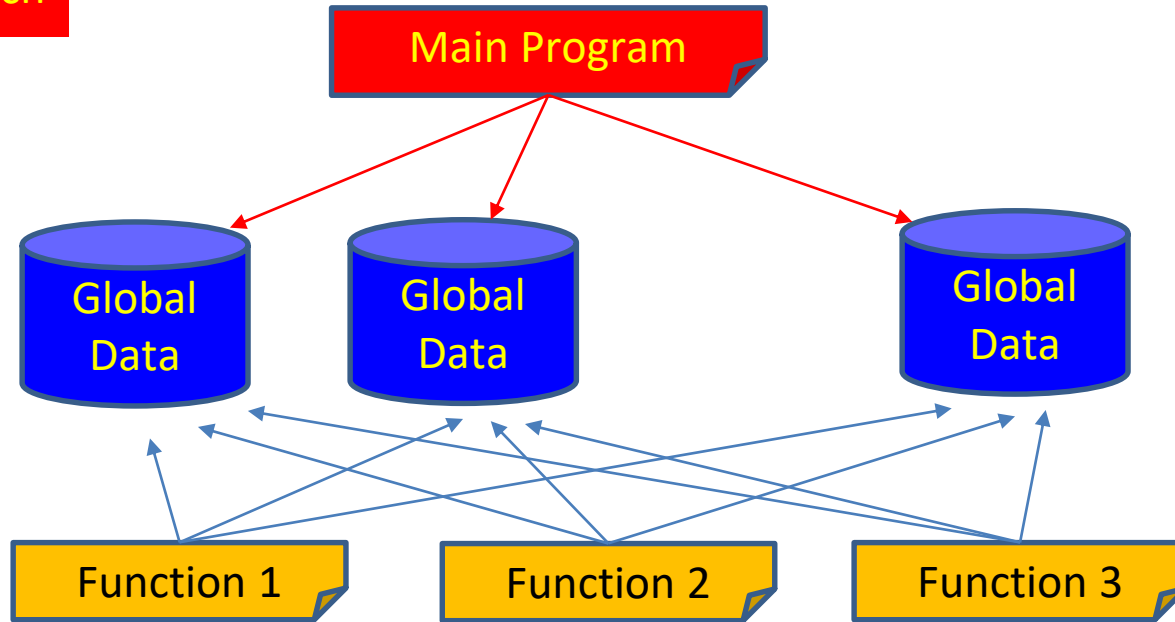 Main Program
Global
Data
Global
Data
Global
Data
Function 1
Function 2
Function 3